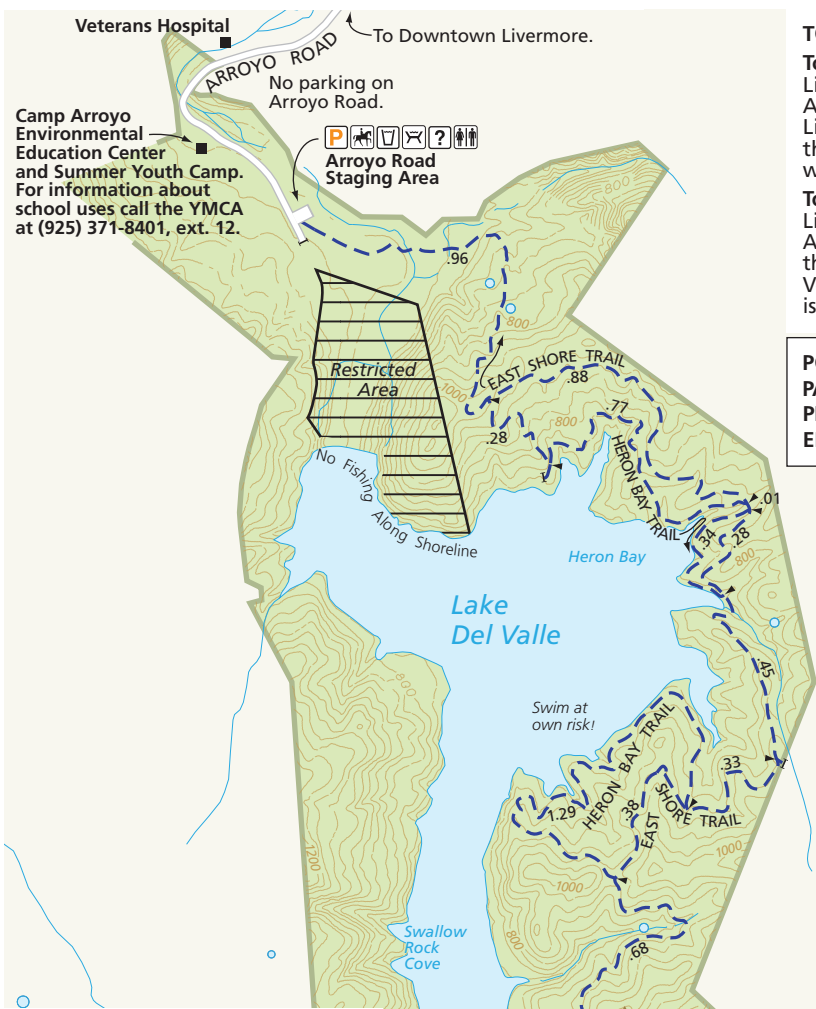 Veterans Hospital
To Downtown Livermore.
ARROYO ROAD
No parking on
Arroyo Road.
Camp Arroyo
Environmental
Education Center
and Summer Youth Camp.
For information about
school uses call the YMCA
at (925) 371-8401, ext. 12.
P ?
Arroyo Road
Staging Area
800
.96
800
Restricted
Area
1000
EAST SHORE TRAIL
.88
.77
800
.28
HERON BAY TRAIL
No Fishing Along Shoreline
.01
.34
.28
800
Heron Bay
Lake
Del Valle
.45
800
Swim at
own risk!
HERON BAY TRAIL
.33
1.29
.38
EAST SHORE TRAIL
1200
1000
1000
Swallow
Rock
Cove
800
.68